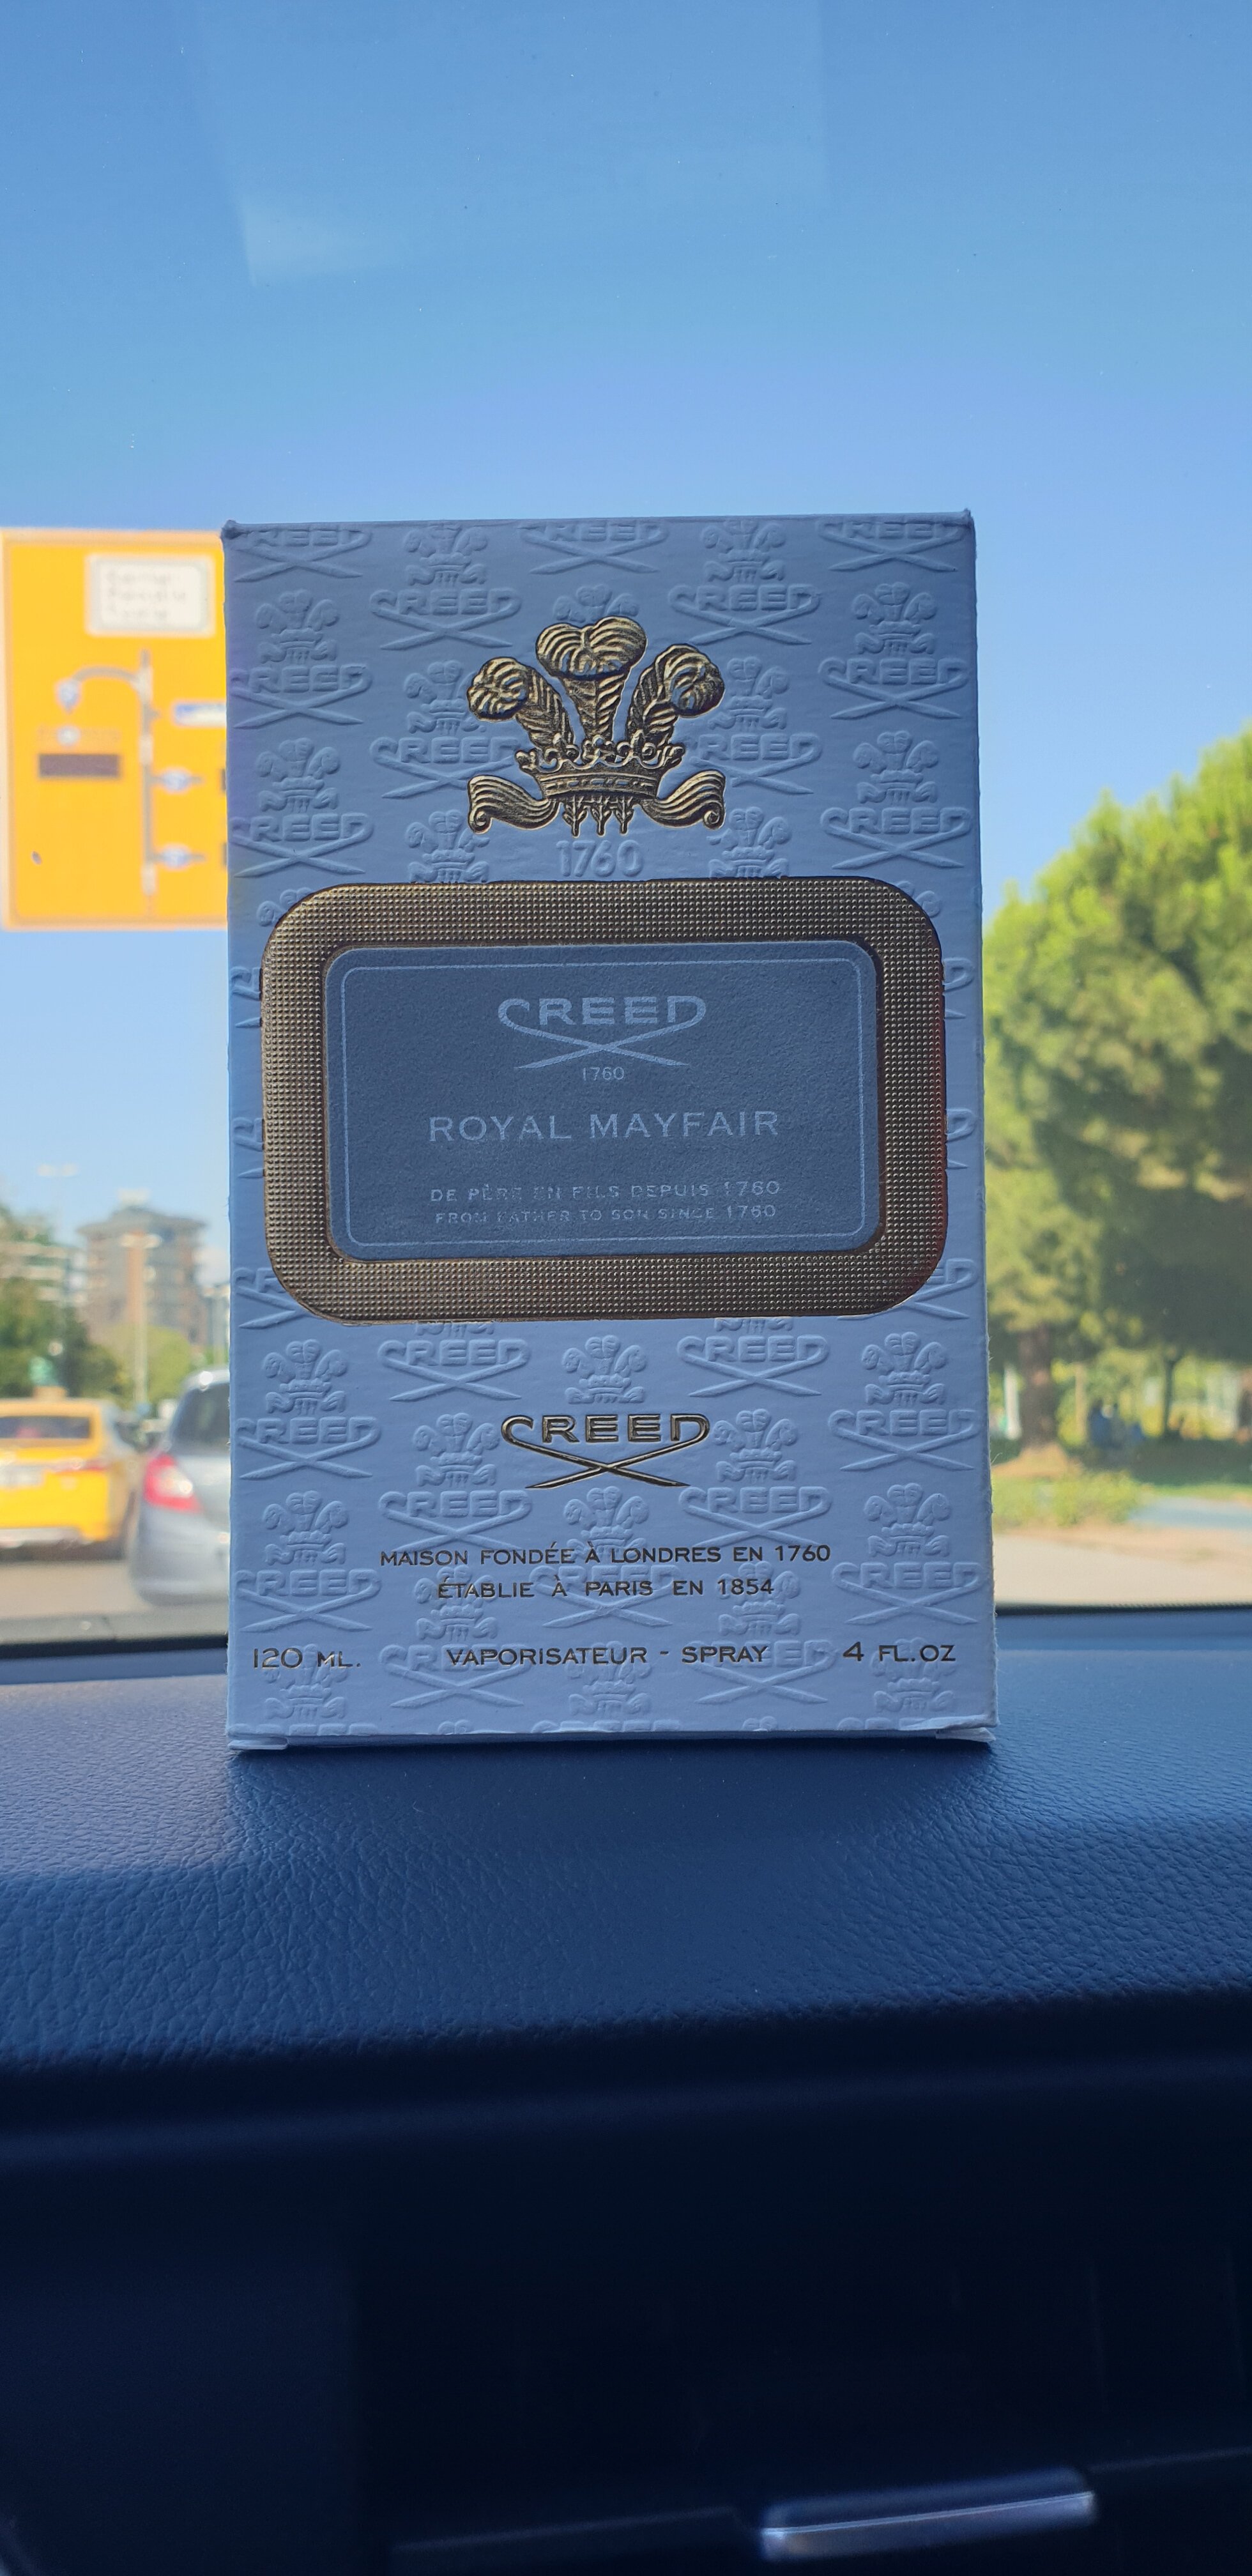 1760
CREED
1760
ROYAL MAYFAIR
DE PÈRE EN FILS DEPUIS 1760
FROM FATHER TO SON SINCE 1760
CREED
MAISON FONDÉE À LONDRES EN 1760
ÉTABLIE À PARIS EN 1854
120 ML. VAPORISATEUR - SPRAY 4 FL.OZ